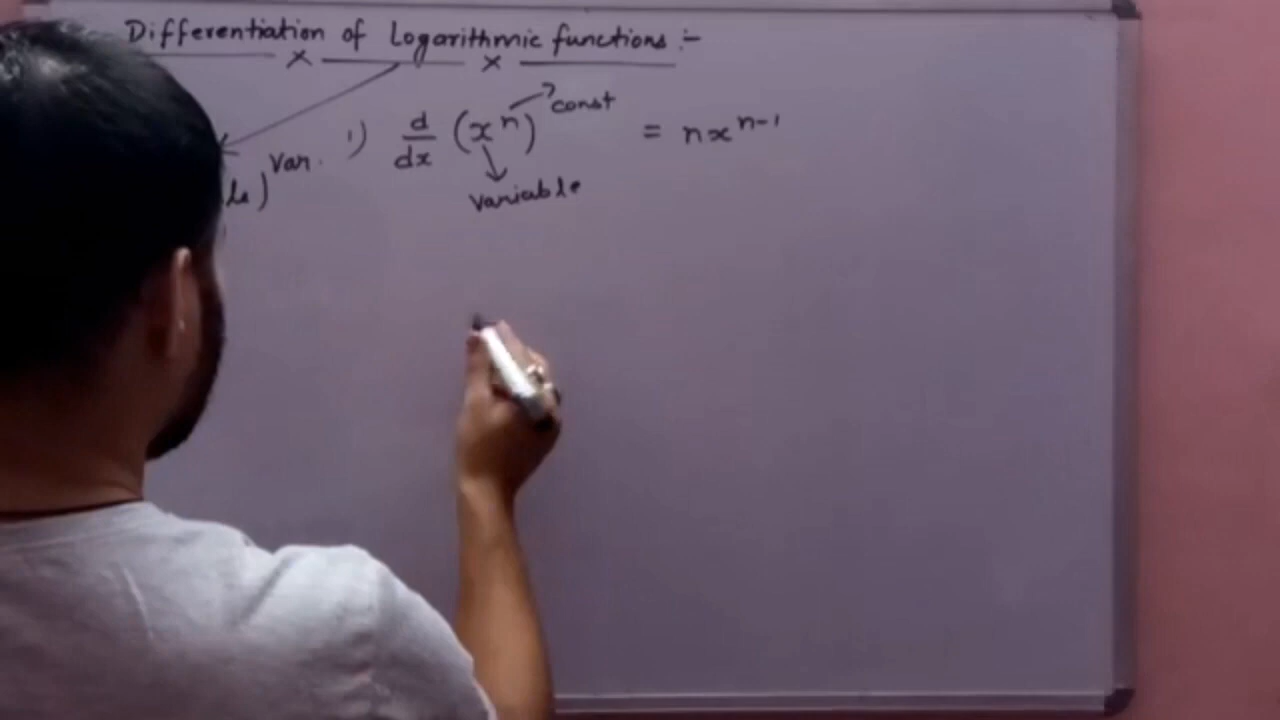 Differentiation of Logarithmic functions :-
1) d/dx (x^n) = nx^n-1
const
Var.
variable